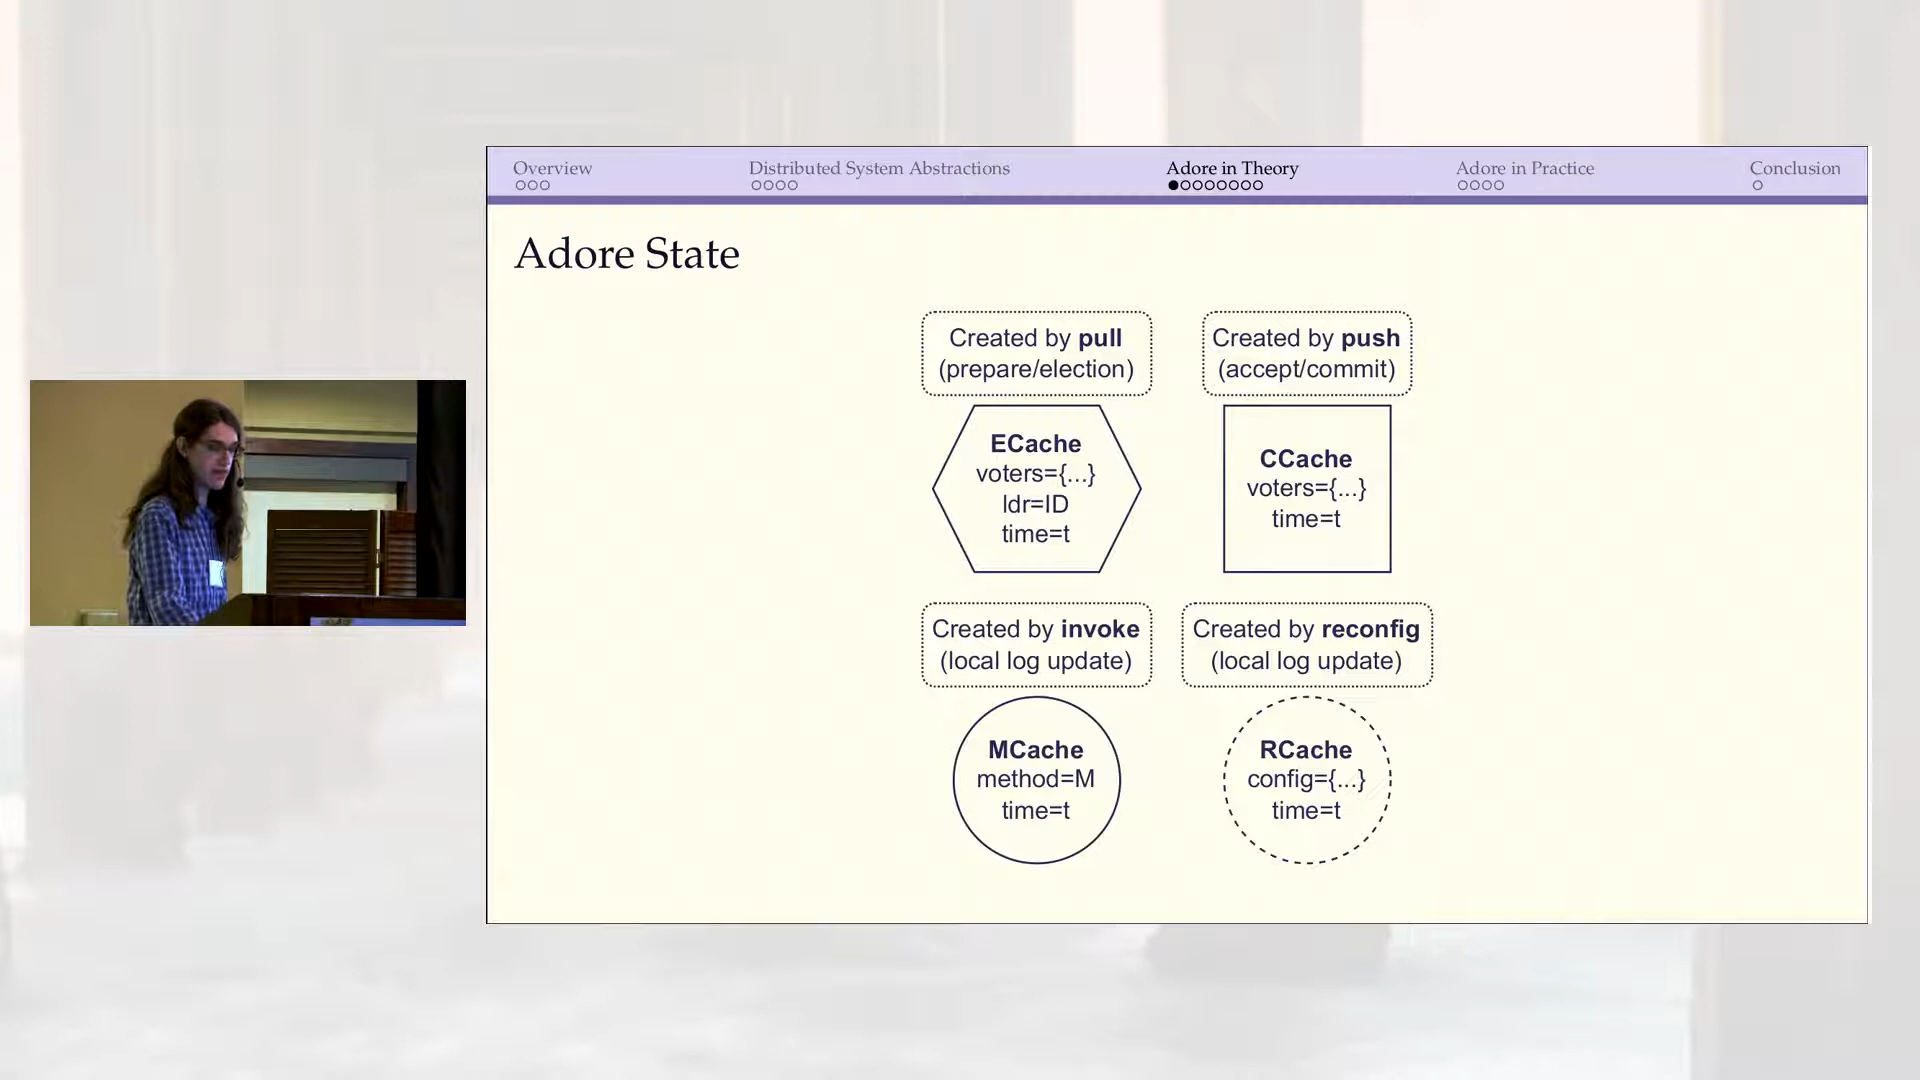 Overview
Distributed System Abstractions
Adore in Theory
Adore in Practice
Conclusion
Adore State
Created by pull
(prepare/election)
Created by push
(accept/commit)
ECache
voters={...}
ldr=ID
time=t
CCache
voters={...}
time=t
Created by invoke
(local log update)
Created by reconfig
(local log update)
MCache
method=M
time=t
RCache
config={...}
time=t